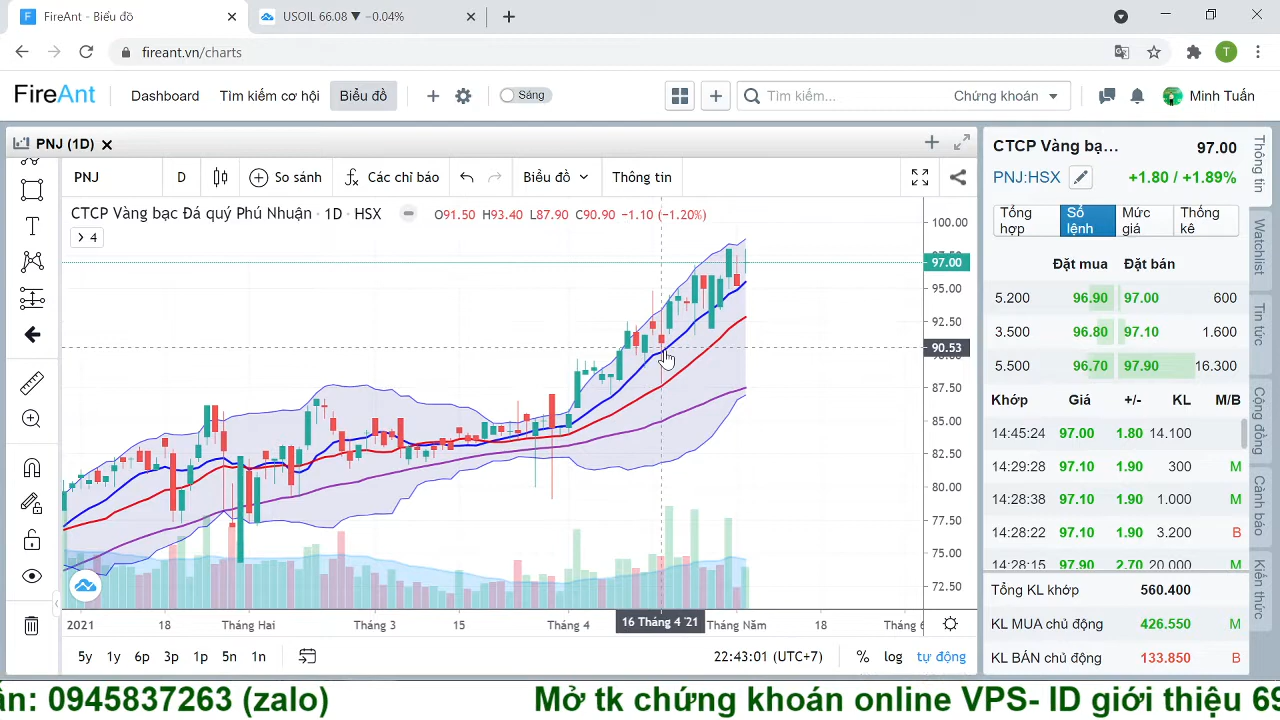 FireAnt - Biểu đồ
USOIL 66.08 ▼ −0.04%
fireant.vn/charts
T
FireAnt
Dashboard
Tìm kiếm cơ hội
Biểu đồ
Sáng
Tìm kiếm...
Chứng khoán
Minh Tuấn
PNJ (1D)
PNJ
D
So sánh
Các chỉ báo
Biểu đồ
Thông tin
CTCP Vàng bạc Đá quý Phú Nhuận · 1D · HSX
O91.50 H93.40 L87.90 C90.90 −1.10 (−1.20%)
4
100.00
97.00
95.00
92.50
90.53
87.50
85.00
82.50
80.00
77.50
75.00
72.50
2021
18
Tháng Hai
Tháng 3
15
Tháng 4
16 Tháng 4 '21
Tháng Năm
18
Tháng 6
5y 1y 6p 3p 1p 5n 1n
22:43:01 (UTC+7)
% log tự động
CTCP Vàng bạ... 97.00
PNJ:HSX +1.80 / +1.89%
Tổng hợp
Sổ lệnh
Mức giá
Thống kê
Đặt mua Đặt bán
5.200 96.90 97.00 600
3.500 96.80 97.10 1.600
5.500 96.70 97.90 16.300
Khớp Giá +/- KL M/B
14:45:24 97.00 1.80 14.100
14:29:28 97.10 1.90 300 M
14:28:38 97.10 1.90 1.000 M
14:28:22 97.10 1.90 3.200 B
14:28:15 97.90 2.70 20.000 M
Tổng KL khớp 560.400
KL MUA chủ động 426.550 M
KL BÁN chủ động 133.850 B
Thông tin
Watchlist
Tin tức
Cộng đồng
Cảnh báo
Kiến thức
ân: 0945837263 (zalo)
Mở tk chứng khoán online VPS- ID giới thiệu 69